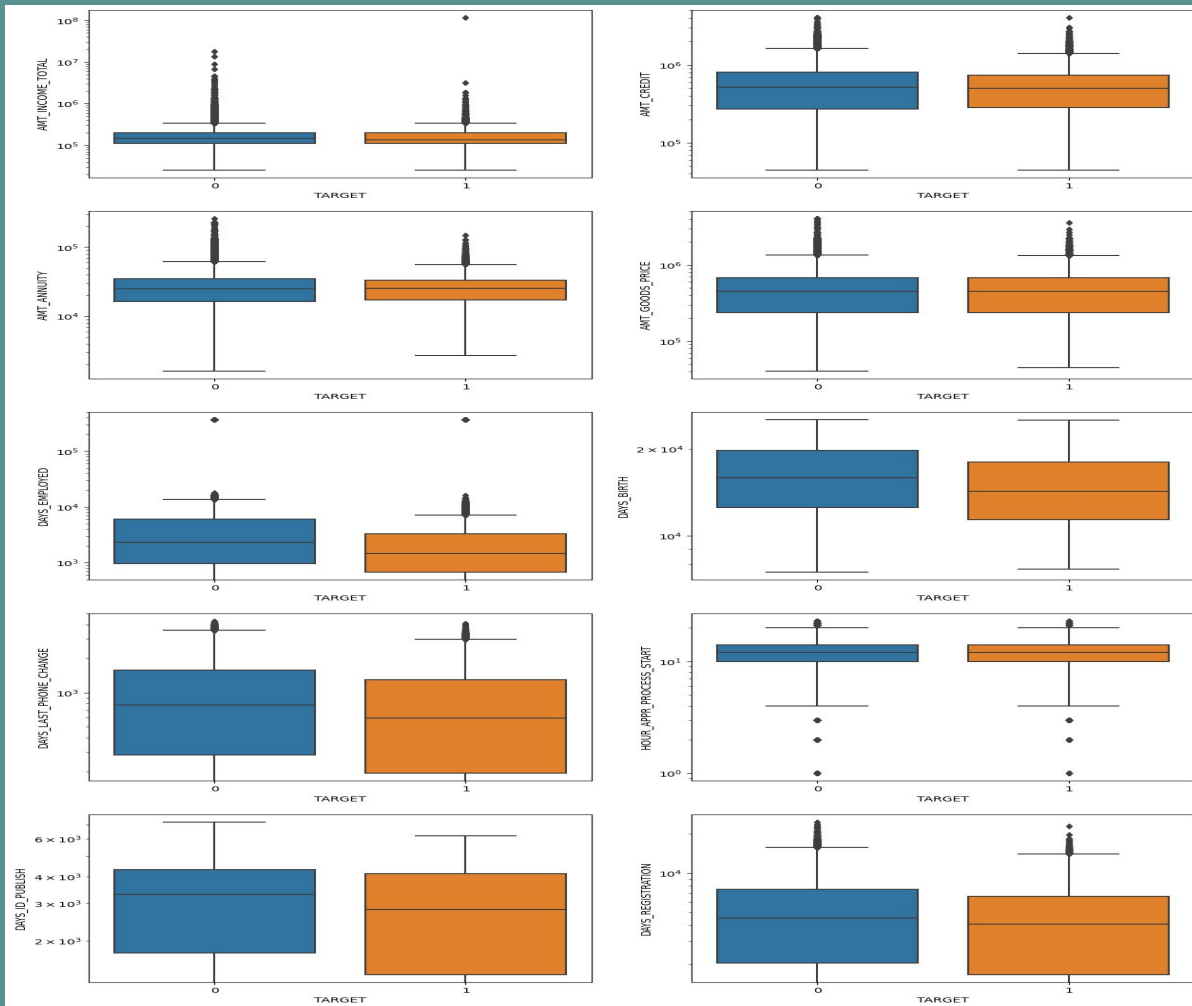 AMT_INCOME_TOTAL
10⁸
10⁷
10⁶
10⁵
0
1
TARGET
AMT_CREDIT
10⁶
10⁵
0
1
TARGET
AMT_ANNUITY
10⁵
10⁴
0
1
TARGET
AMT_GOODS_PRICE
10⁶
10⁵
0
1
TARGET
DAYS_EMPLOYED
10⁵
10⁴
10³
0
1
TARGET
DAYS_BIRTH
2 × 10⁴
10⁴
0
1
TARGET
DAYS_LAST_PHONE_CHANGE
10³
0
1
TARGET
HOUR_APPR_PROCESS_START
10¹
10⁰
0
1
TARGET
DAYS_ID_PUBLISH
6 × 10³
4 × 10³
3 × 10³
2 × 10³
0
1
TARGET
DAYS_REGISTRATION
10⁴
0
1
TARGET